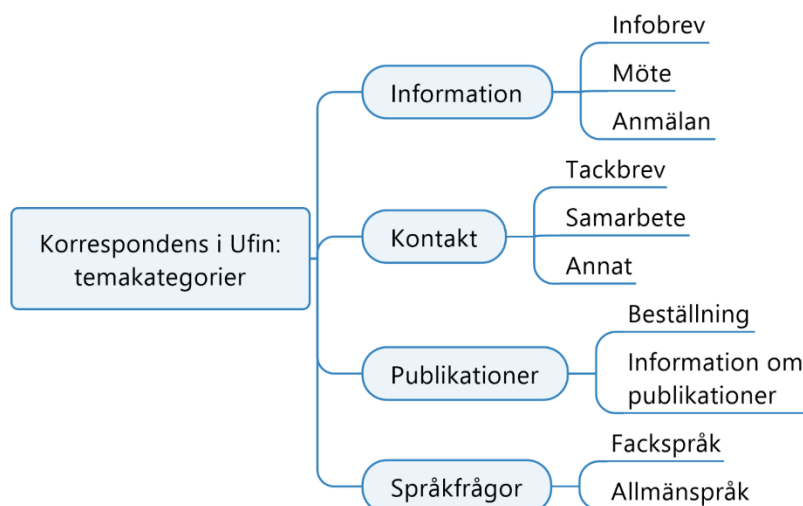 Korrespondens i Ufin:
temakategorier
Information
Infobrev
Möte
Anmälan
Kontakt
Tackbrev
Samarbete
Annat
Publikationer
Beställning
Information om
publikationer
Språkfrågor
Fackspråk
Allmänspråk